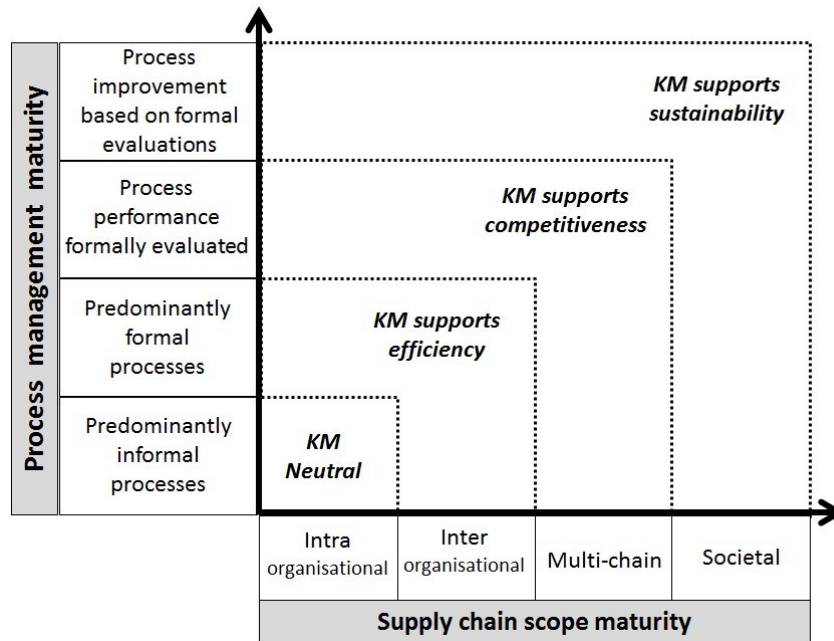 Process management maturity
Process
improvement
based on formal
evaluations
Process
performance
formally evaluated
Predominantly
formal
processes
Predominantly
informal
processes
KM supports
sustainability
KM supports
competitiveness
KM supports
efficiency
KM
Neutral
Intra
organisational
Inter
organisational
Multi-chain
Societal
Supply chain scope maturity